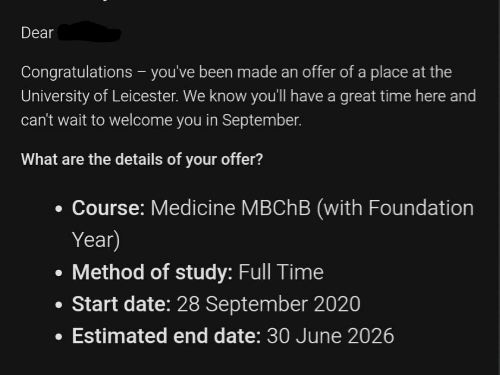 Dear
Congratulations – you've been made an offer of a place at the
University of Leicester. We know you'll have a great time here and
can't wait to welcome you in September.
What are the details of your offer?
• Course: Medicine MBChB (with Foundation
Year)
• Method of study: Full Time
• Start date: 28 September 2020
• Estimated end date: 30 June 2026